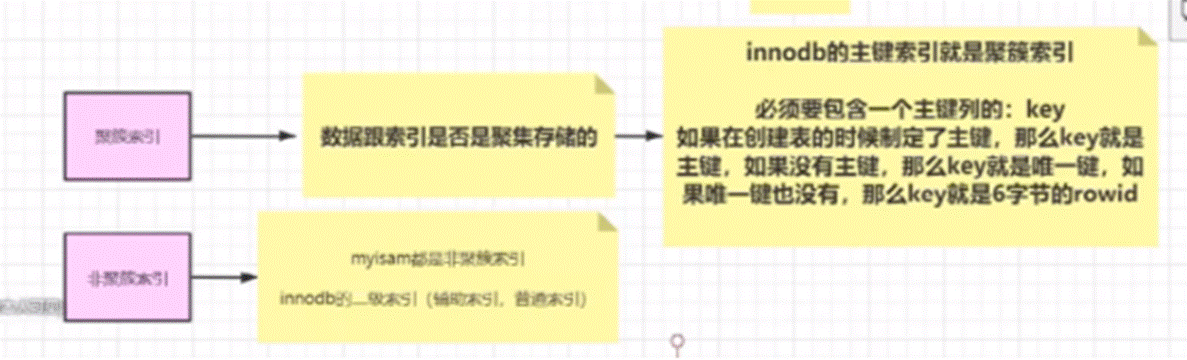 聚簇索引
数据跟索引是否是聚集存储的
innodb的主键索引就是聚簇索引
必须要包含一个主键列的：key
如果在创建表的时候制定了主键，那么key就是
主键，如果没有主键，那么key就是唯一键，如
果唯一键也没有，那么key就是6字节的rowid
非聚簇索引
myisam都是非聚簇索引
innodb的二级索引（辅助索引，普通索引）